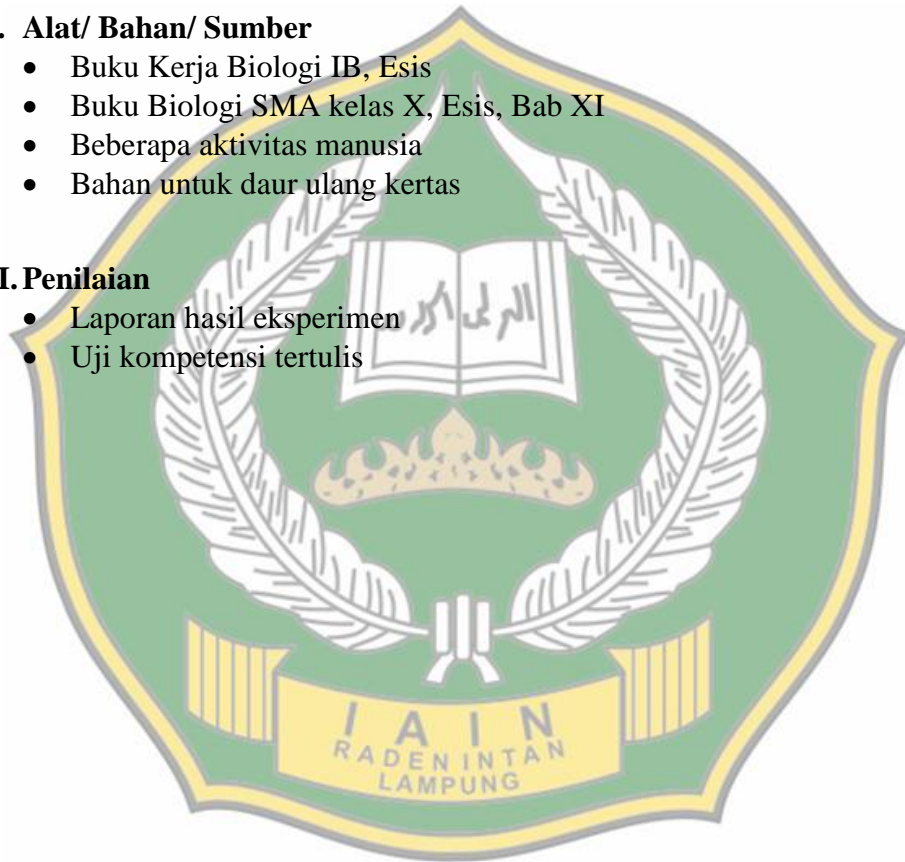 . Alat/ Bahan/ Sumber
• Buku Kerja Biologi IB, Esis
• Buku Biologi SMA kelas X, Esis, Bab XI
• Beberapa aktivitas manusia
• Bahan untuk daur ulang kertas
I. Penilaian
• Laporan hasil eksperimen
• Uji kompetensi tertulis
IAIN
RADEN INTAN
LAMPUNG